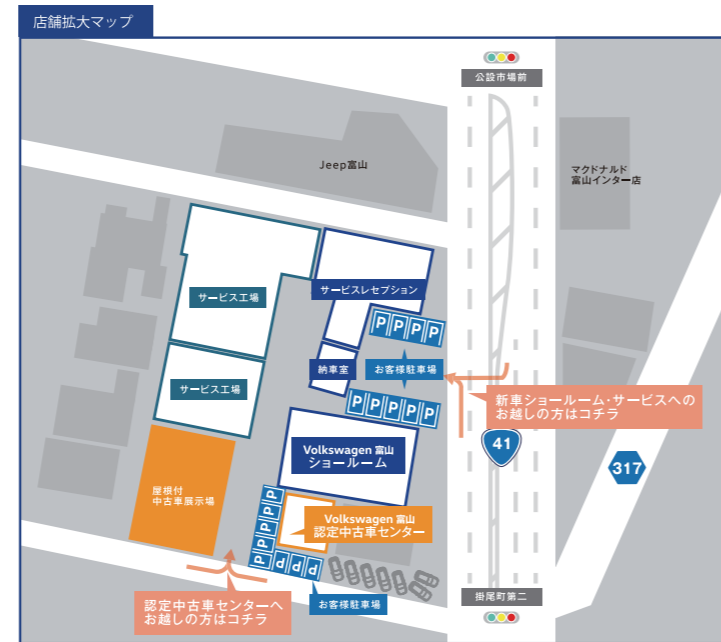 店舗拡大マップ
公設市場前
Jeep富山
マクドナルド
富山インター店
サービス工場
サービスレセプション
P P P P
納車室
お客様駐車場
サービス工場
P P P P P
新車ショールーム・サービスへの
お越しの方はコチラ
Volkswagen 富山
ショールーム
41
317
屋根付
中古車展示場
P P P P P
Volkswagen 富山
認定中古車センター
P P P
認定中古車センターへ
お越しの方はコチラ
お客様駐車場
掛尾町第二